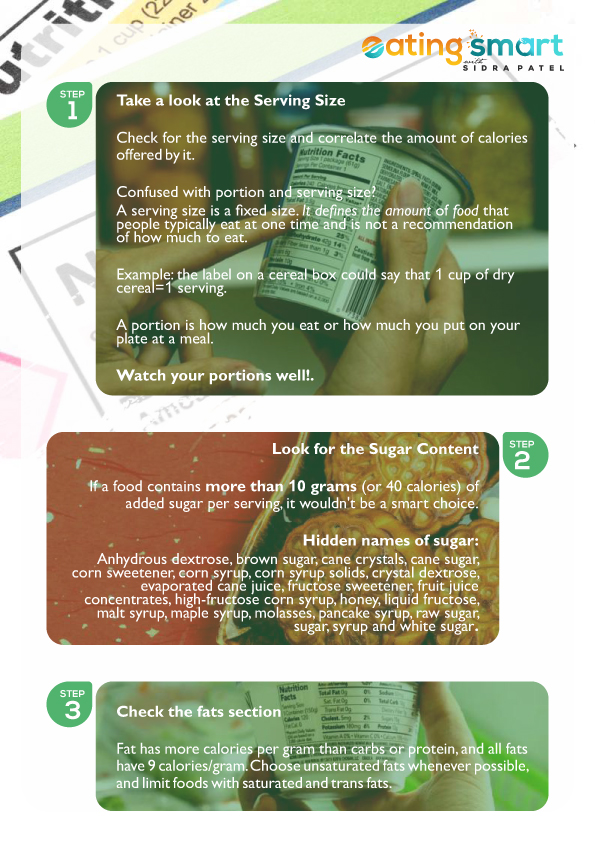 utriti
1 cup (22
eating smart
with
SIDRA PATEL
STEP
1
Take a look at the Serving Size
Check for the serving size and correlate the amount of calories
offered by it.
Confused with portion and serving size?
A serving size is a fixed size. It defines the amount of food that
people typically eat at one time and is not a recommendation
of how much to eat.
Example: the label on a cereal box could say that 1 cup of dry
cereal=1 serving.
A portion is how much you eat or how much you put on your
plate at a meal.
Watch your portions well!.
Nutrition Facts
STEP
2
Look for the Sugar Content
If a food contains more than 10 grams (or 40 calories) of
added sugar per serving, it wouldn't be a smart choice.
Hidden names of sugar:
Anhydrous dextrose, brown sugar, cane crystals, cane sugar,
corn sweetener, corn syrup, corn syrup solids, crystal dextrose,
evaporated cane juice, fructose sweetener, fruit juice
concentrates, high-fructose corn syrup, honey, liquid fructose,
malt syrup, maple syrup, molasses, pancake syrup, raw sugar,
sugar, syrup and white sugar.
STEP
3
Nutrition
Facts
Check the fats section
Fat has more calories per gram than carbs or protein, and all fats
have 9 calories/gram. Choose unsaturated fats whenever possible,
and limit foods with saturated and trans fats.